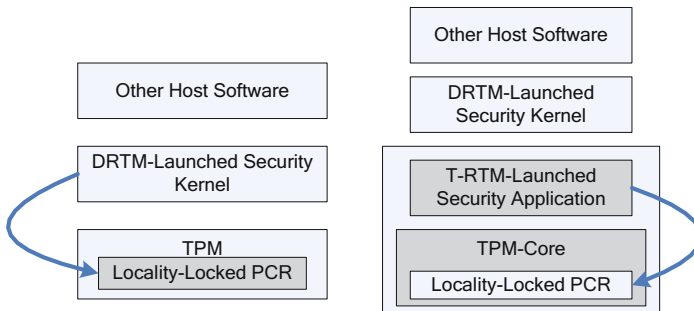 Other Host Software
DRTM-Launched Security
Kernel
TPM
Locality-Locked PCR
Other Host Software
DRTM-Launched
Security Kernel
T-RTM-Launched
Security Application
TPM-Core
Locality-Locked PCR